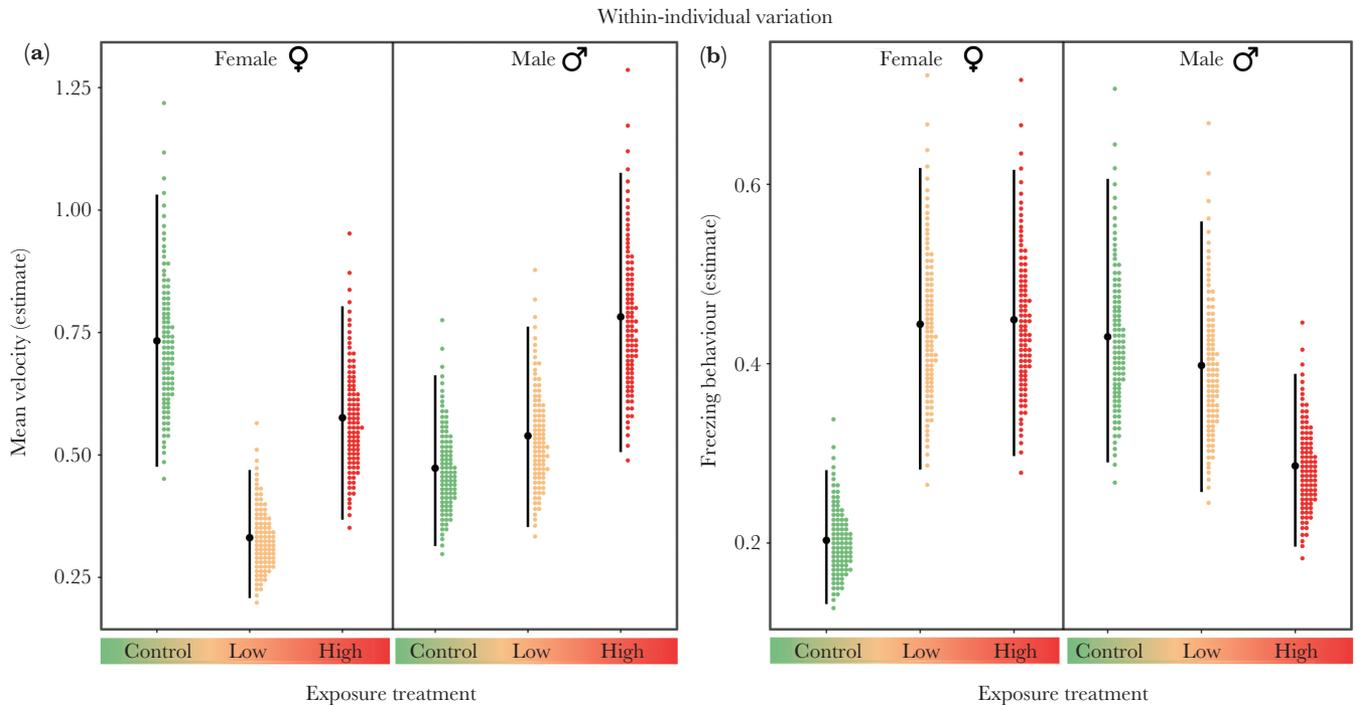 Within-individual variation
(a)
Female ♀
Male ♂
1.25
1.00
0.75
0.50
0.25
Mean velocity (estimate)
Control Low High Control Low High
Exposure treatment
(b)
Female ♀
Male ♂
0.6
0.4
0.2
Freezing behaviour (estimate)
Control Low High Control Low High
Exposure treatment